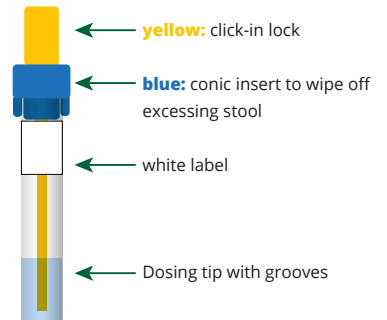 yellow: click-in lock
blue: conic insert to wipe off
excessing stool
white label
Dosing tip with grooves